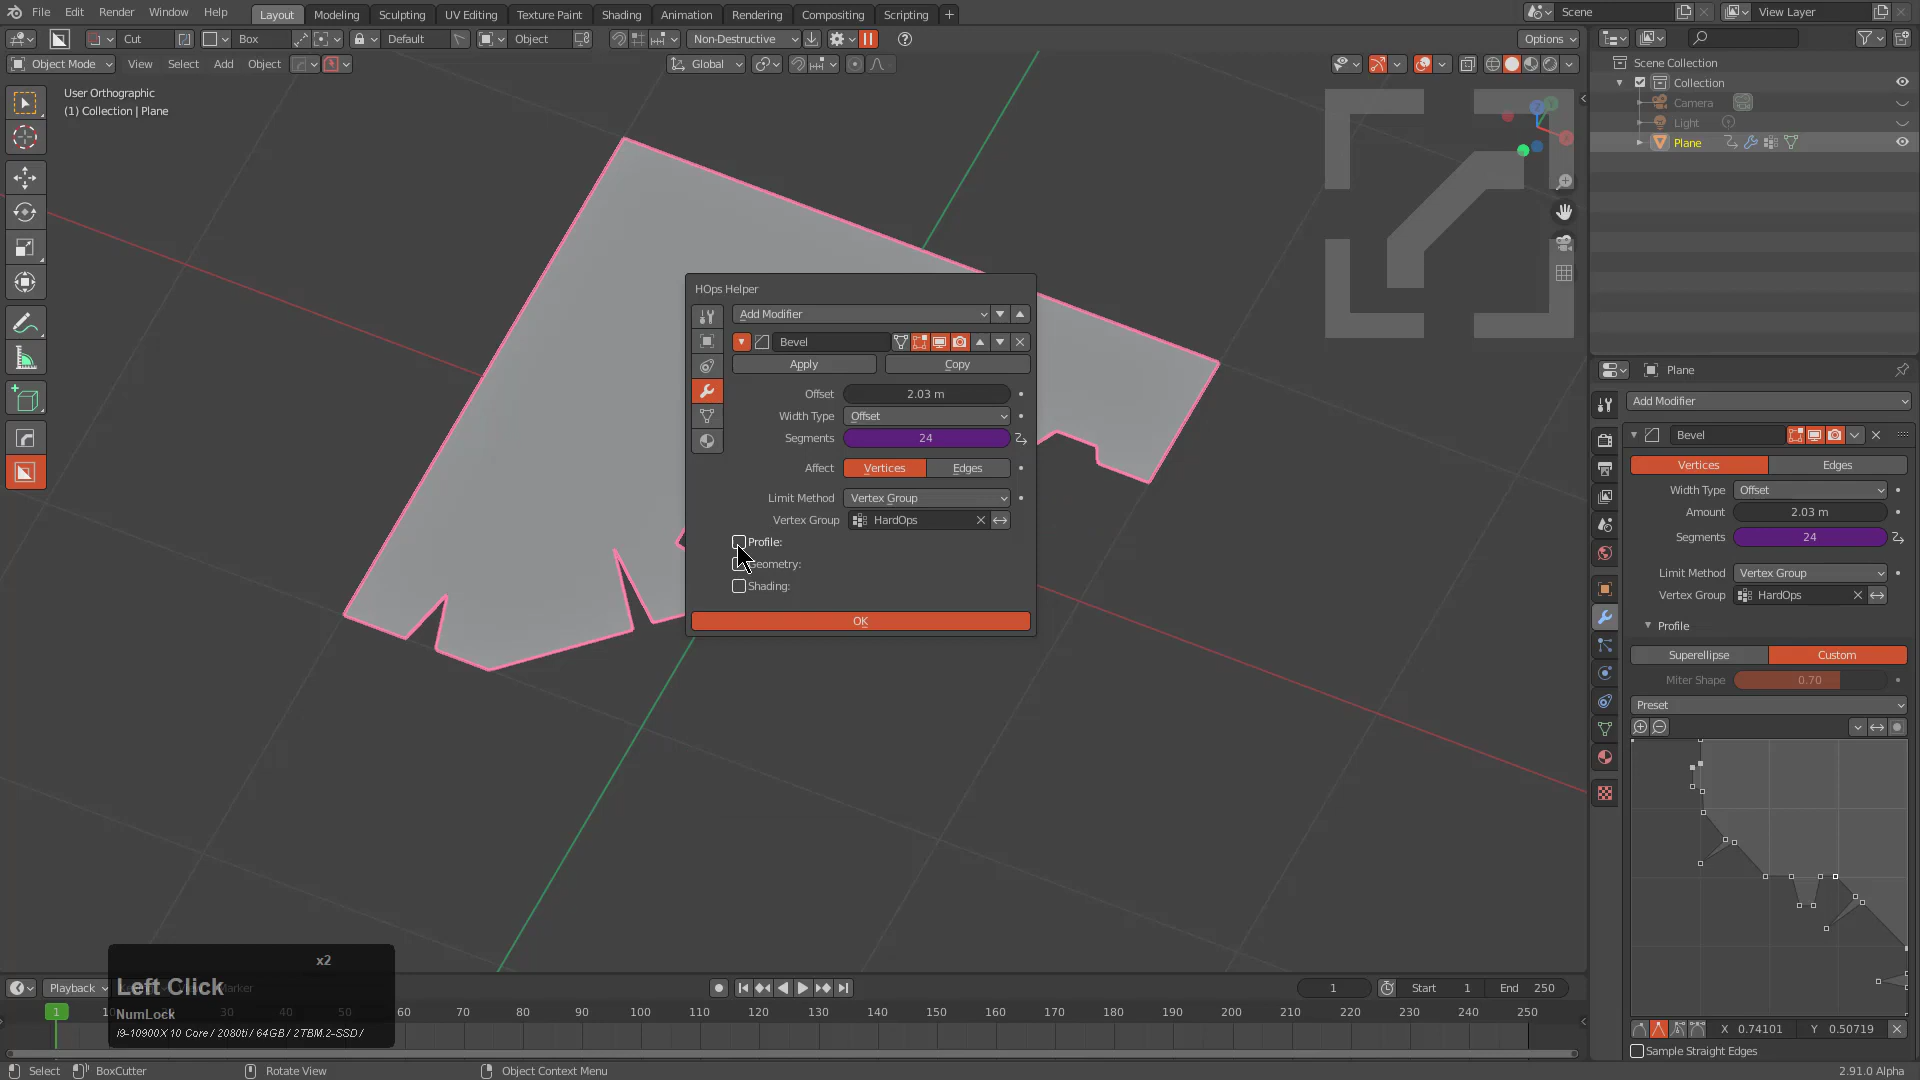 File Edit Render Window Help Layout Modeling Sculpting UV Editing Texture Paint Shading Animation Rendering Compositing Scripting + Scene View Layer
Cut Box Default Object Non-Destructive Options
Object Mode View Select Add Object Global
User Orthographic
(1) Collection | Plane
Scene Collection
Collection
Camera
Light
Plane
HOps Helper
Add Modifier
Bevel
Apply Copy
Offset 2.03 m
Width Type Offset
Segments 24
Affect Vertices Edges
Limit Method Vertex Group
Vertex Group HardOps
Profile:
Geometry:
Shading:
OK
Plane
Add Modifier
Bevel
Vertices Edges
Width Type Offset
Amount 2.03 m
Segments 24
Limit Method Vertex Group
Vertex Group HardOps
Profile
Superellipse Custom
Miter Shape 0.70
Preset
X 0.74101 Y 0.50719
Sample Straight Edges
x2
Left Click
NumLock
i9-10900X 10 Core / 2080ti / 64GB / 2TBM.2-SSD /
Playback 1 Start 1 End 250
1 70 80 90 100 110 120 130 140 150 160 170 180 190 200 210 220 230 240 250
Select BoxCutter Rotate View Object Context Menu 2.91.0 Alpha